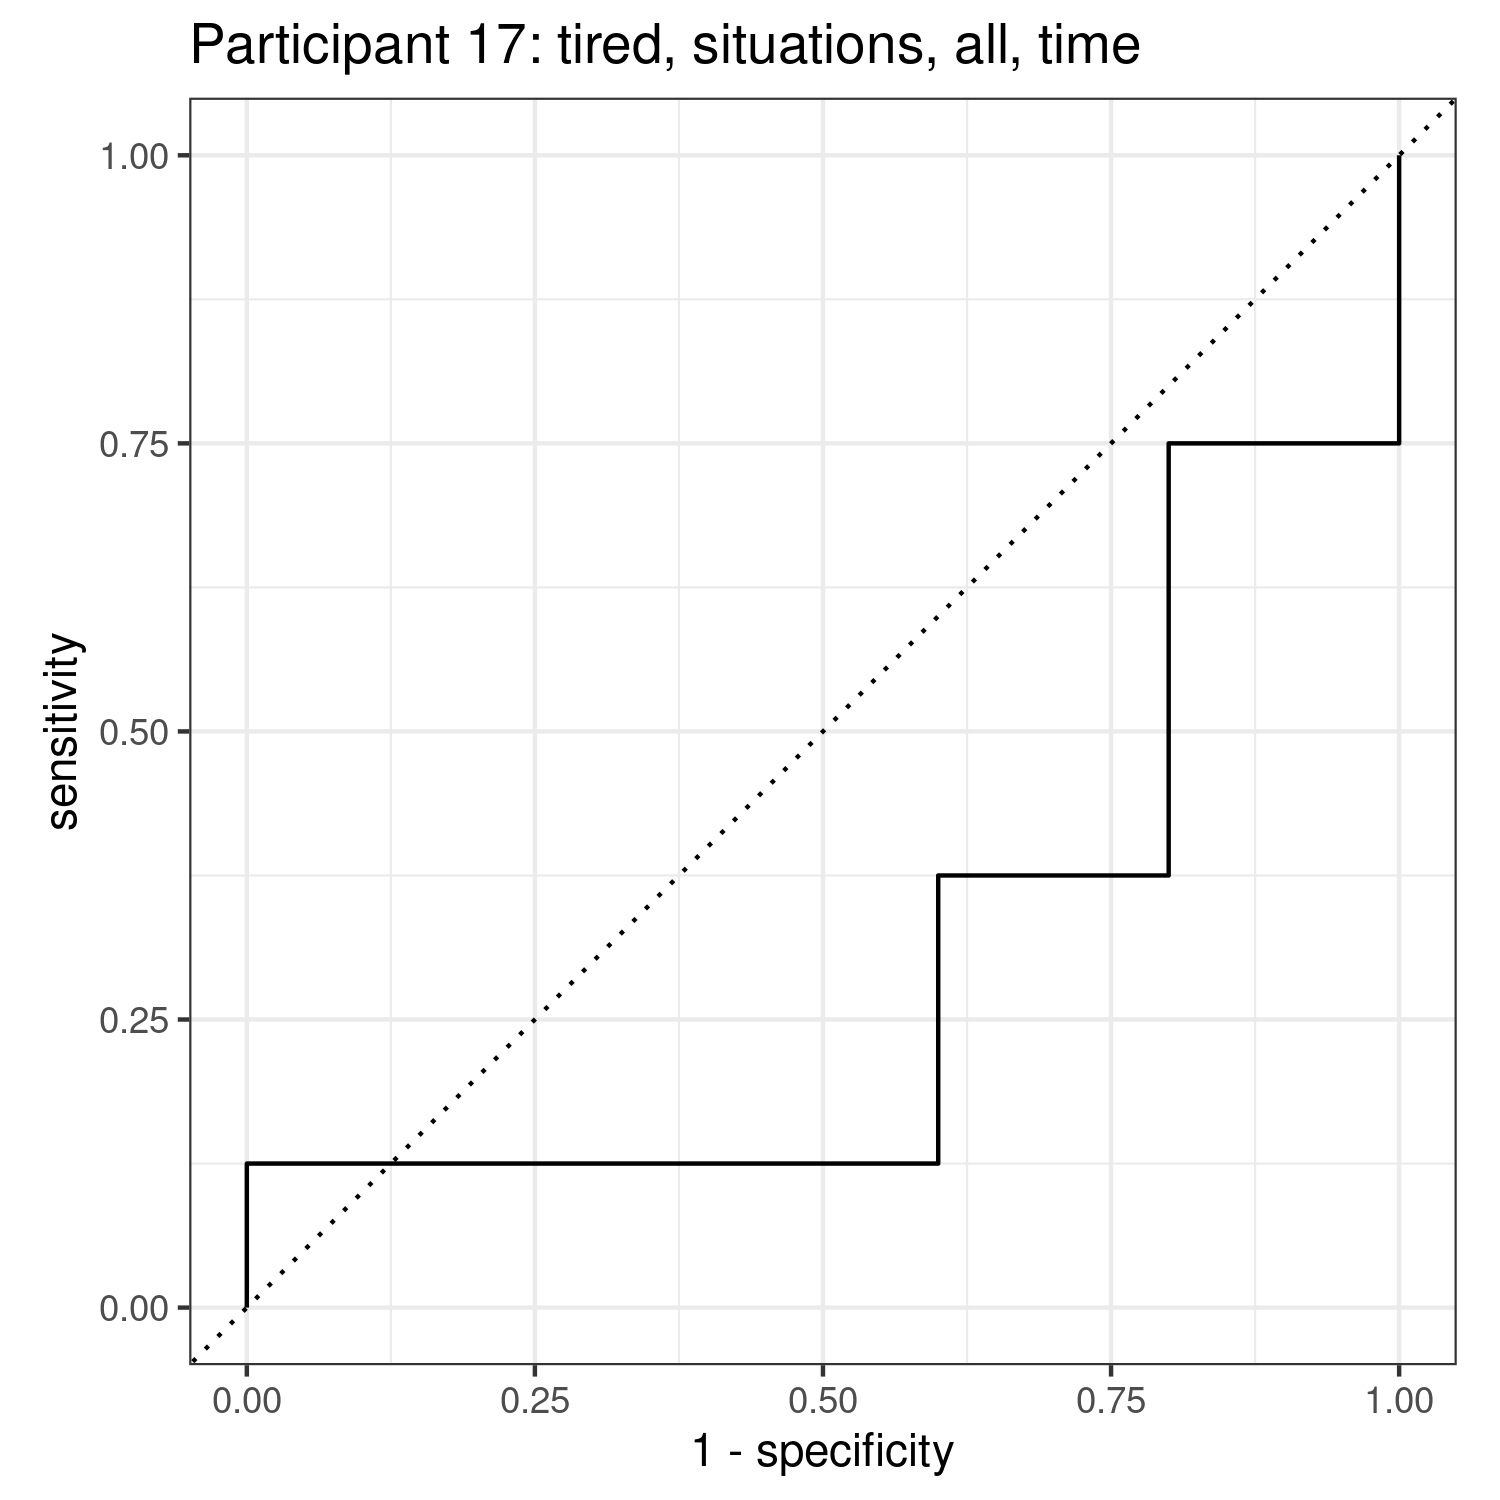 Participant 17: tired, situations, all, time
1.00
0.75
0.50
0.25
0.00
sensitivity
0.00 0.25 0.50 0.75 1.00
1 - specificity